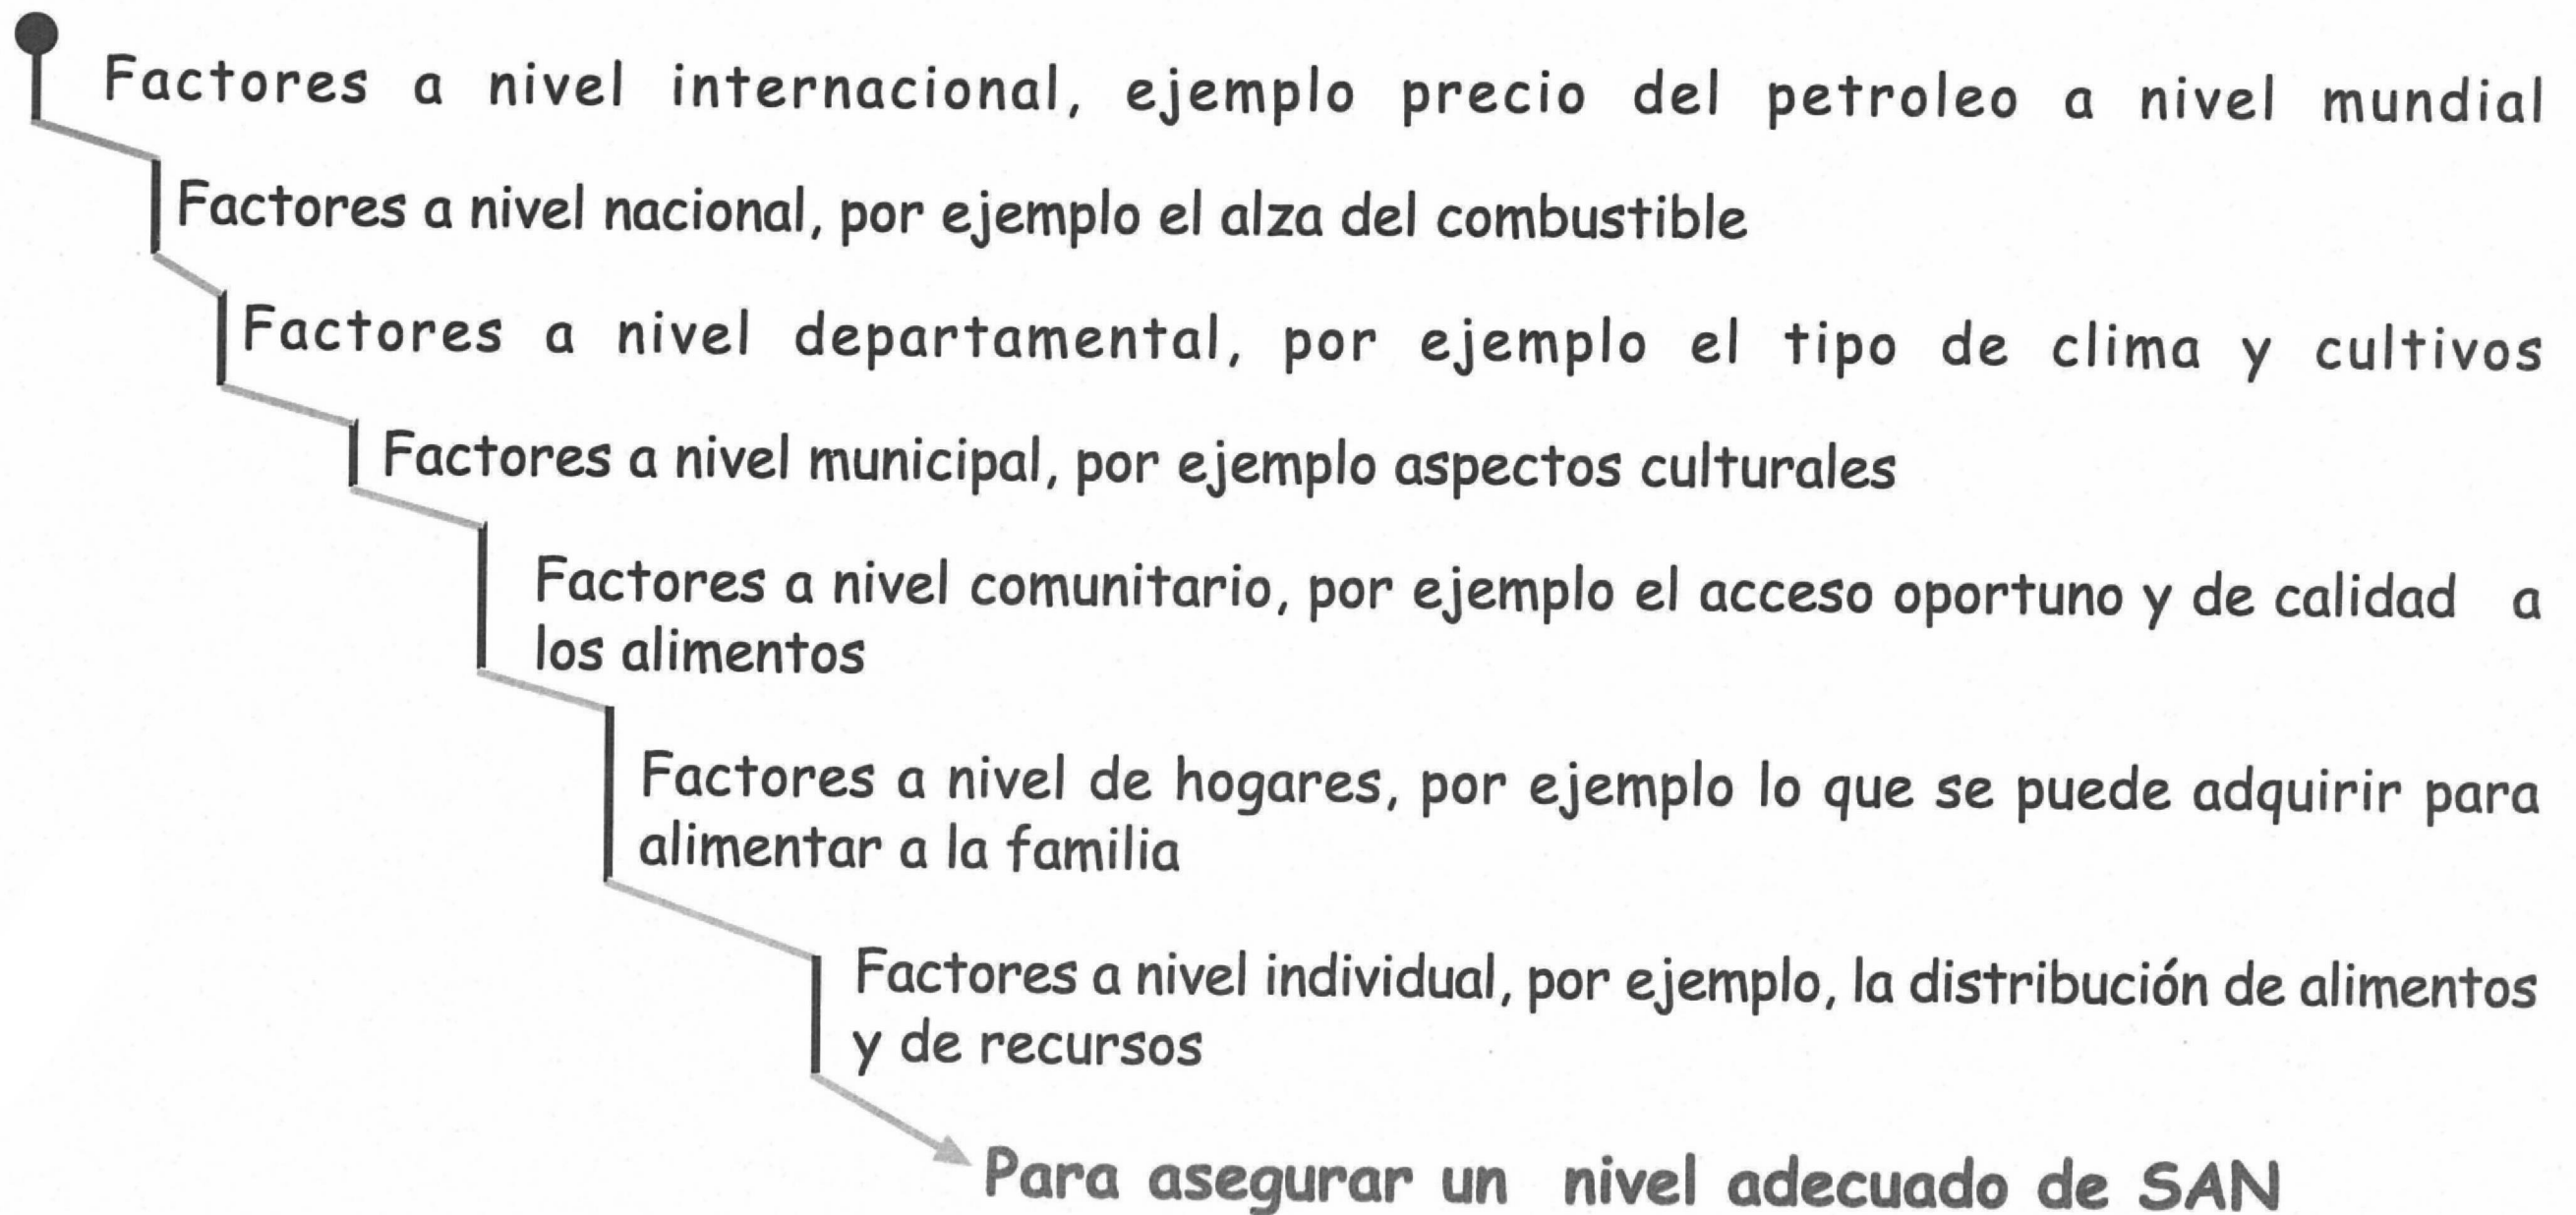 Factores a nivel internacional, ejemplo precio del petroleo a nivel mundial
Factores a nivel nacional, por ejemplo el alza del combustible
Factores a nivel departamental, por ejemplo el tipo de clima y cultivos
Factores a nivel municipal, por ejemplo aspectos culturales
Factores a nivel comunitario, por ejemplo el acceso oportuno y de calidad a
los alimentos
Factores a nivel de hogares, por ejemplo lo que se puede adquirir para
alimentar a la familia
Factores a nivel individual, por ejemplo, la distribución de alimentos
y de recursos
Para asegurar un nivel adecuado de SAN